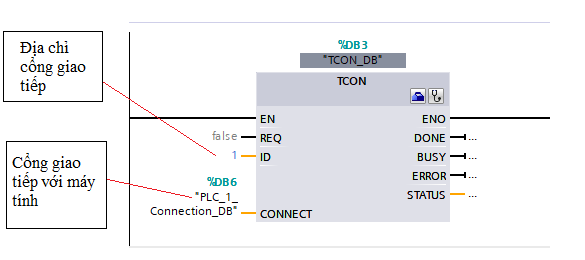 Địa chỉ
cổng giao
tiếp
Cổng giao
tiếp với máy
tính
%DB3
"TCON_DB"
TCON
EN
ENO
false
REQ
DONE
...
1
ID
BUSY
...
ERROR
...
%DB6
"PLC_1_
Connection_DB"
CONNECT
STATUS
...